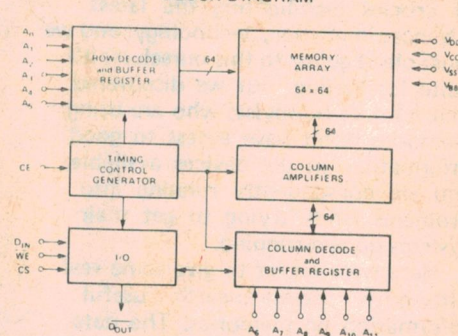 A₀
A₁
A₂
A₃
A₄
A₅
ROW DECODE
and BUFFER
REGISTER
64
MEMORY
ARRAY
64 × 64
VCC
VSS
VBB
CE
TIMING
CONTROL
GENERATOR
64
COLUMN
AMPLIFIERS
64
DIN
WE
CS
I/O
COLUMN DECODE
and
BUFFER REGISTER
DOUT
A₆ A₇ A₈ A₉ A₁₀